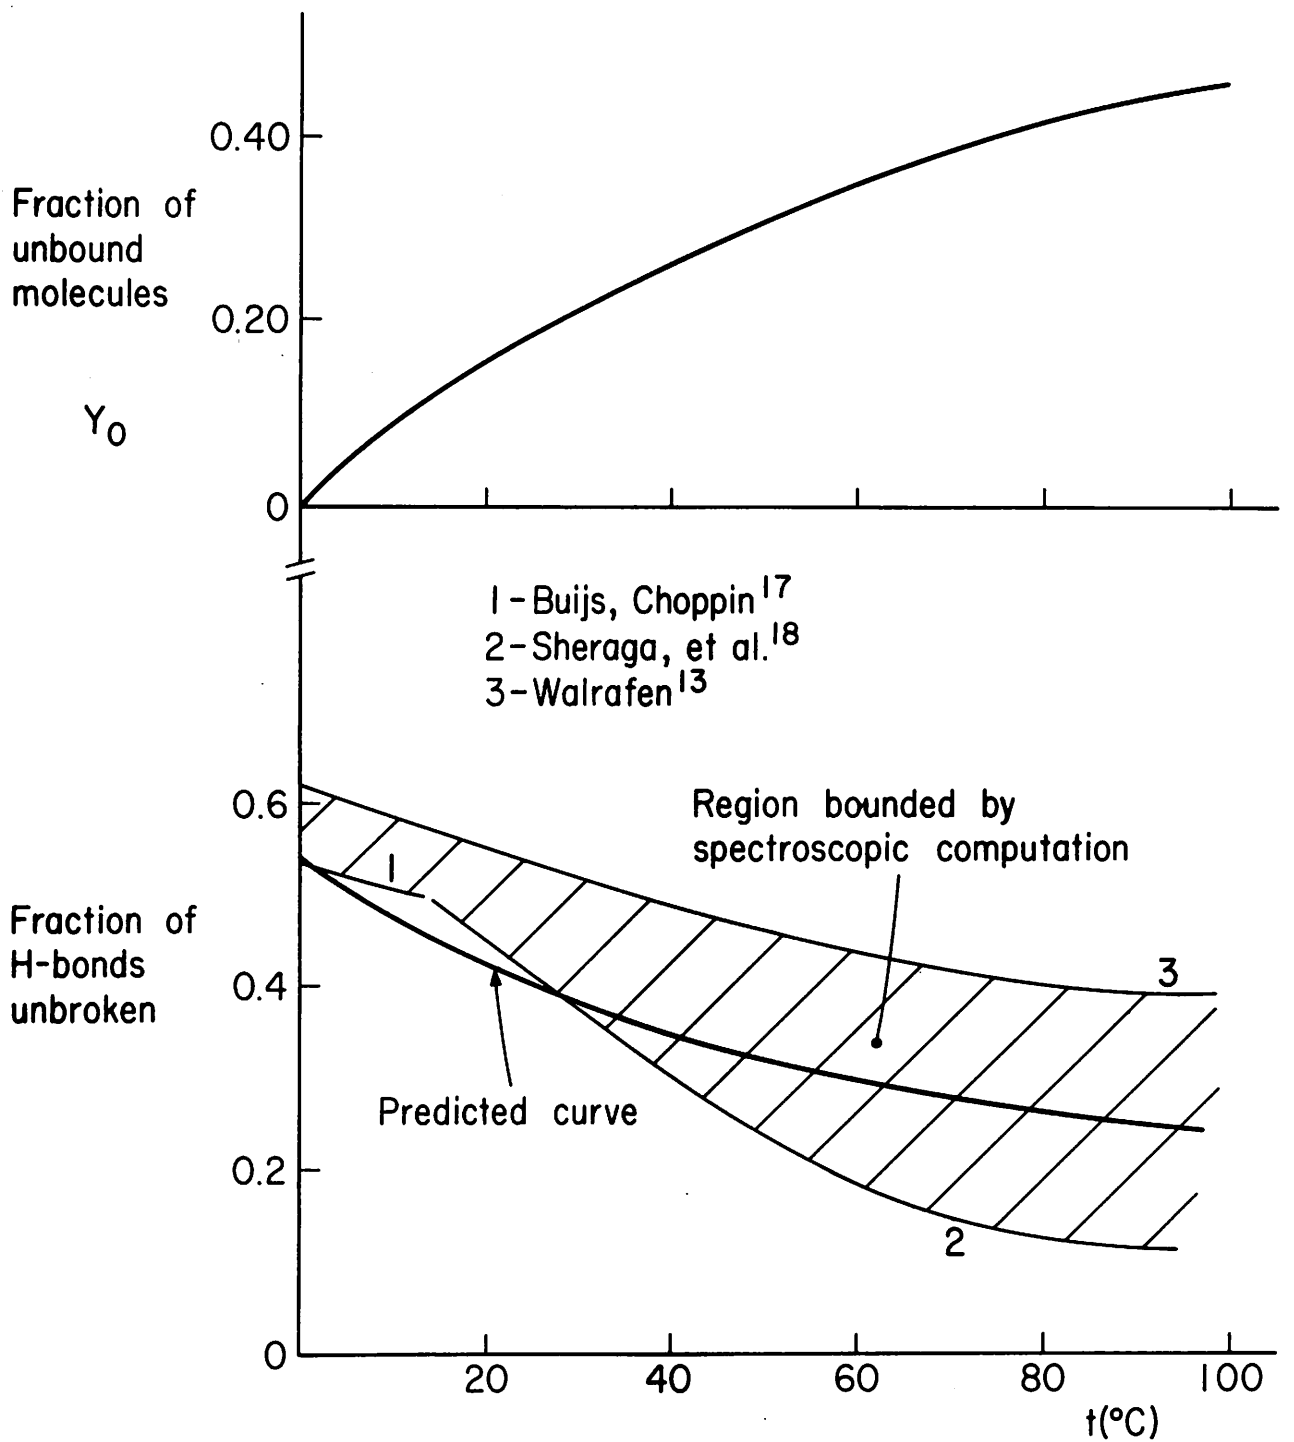 0.40
Fraction of
unbound
molecules
0.20
Y0
0
1-Buijs, Choppin17
2-Sheraga, et al.18
3-Walrafen13
0.6
Region bounded by
spectroscopic computation
1
Fraction of
H-bonds
unbroken
0.4
3
Predicted curve
0.2
2
0
20 40 60 80 100
t(°C)